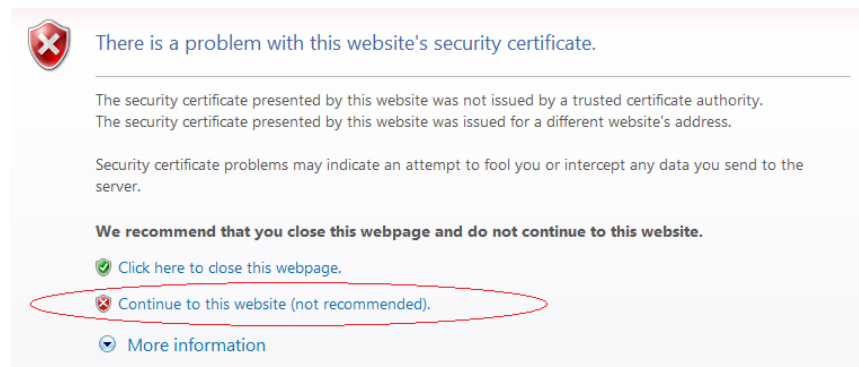 There is a problem with this website's security certificate.
The security certificate presented by this website was not issued by a trusted certificate authority.
The security certificate presented by this website was issued for a different website's address.
Security certificate problems may indicate an attempt to fool you or intercept any data you send to the
server.
We recommend that you close this webpage and do not continue to this website.
Click here to close this webpage.
Continue to this website (not recommended).
More information